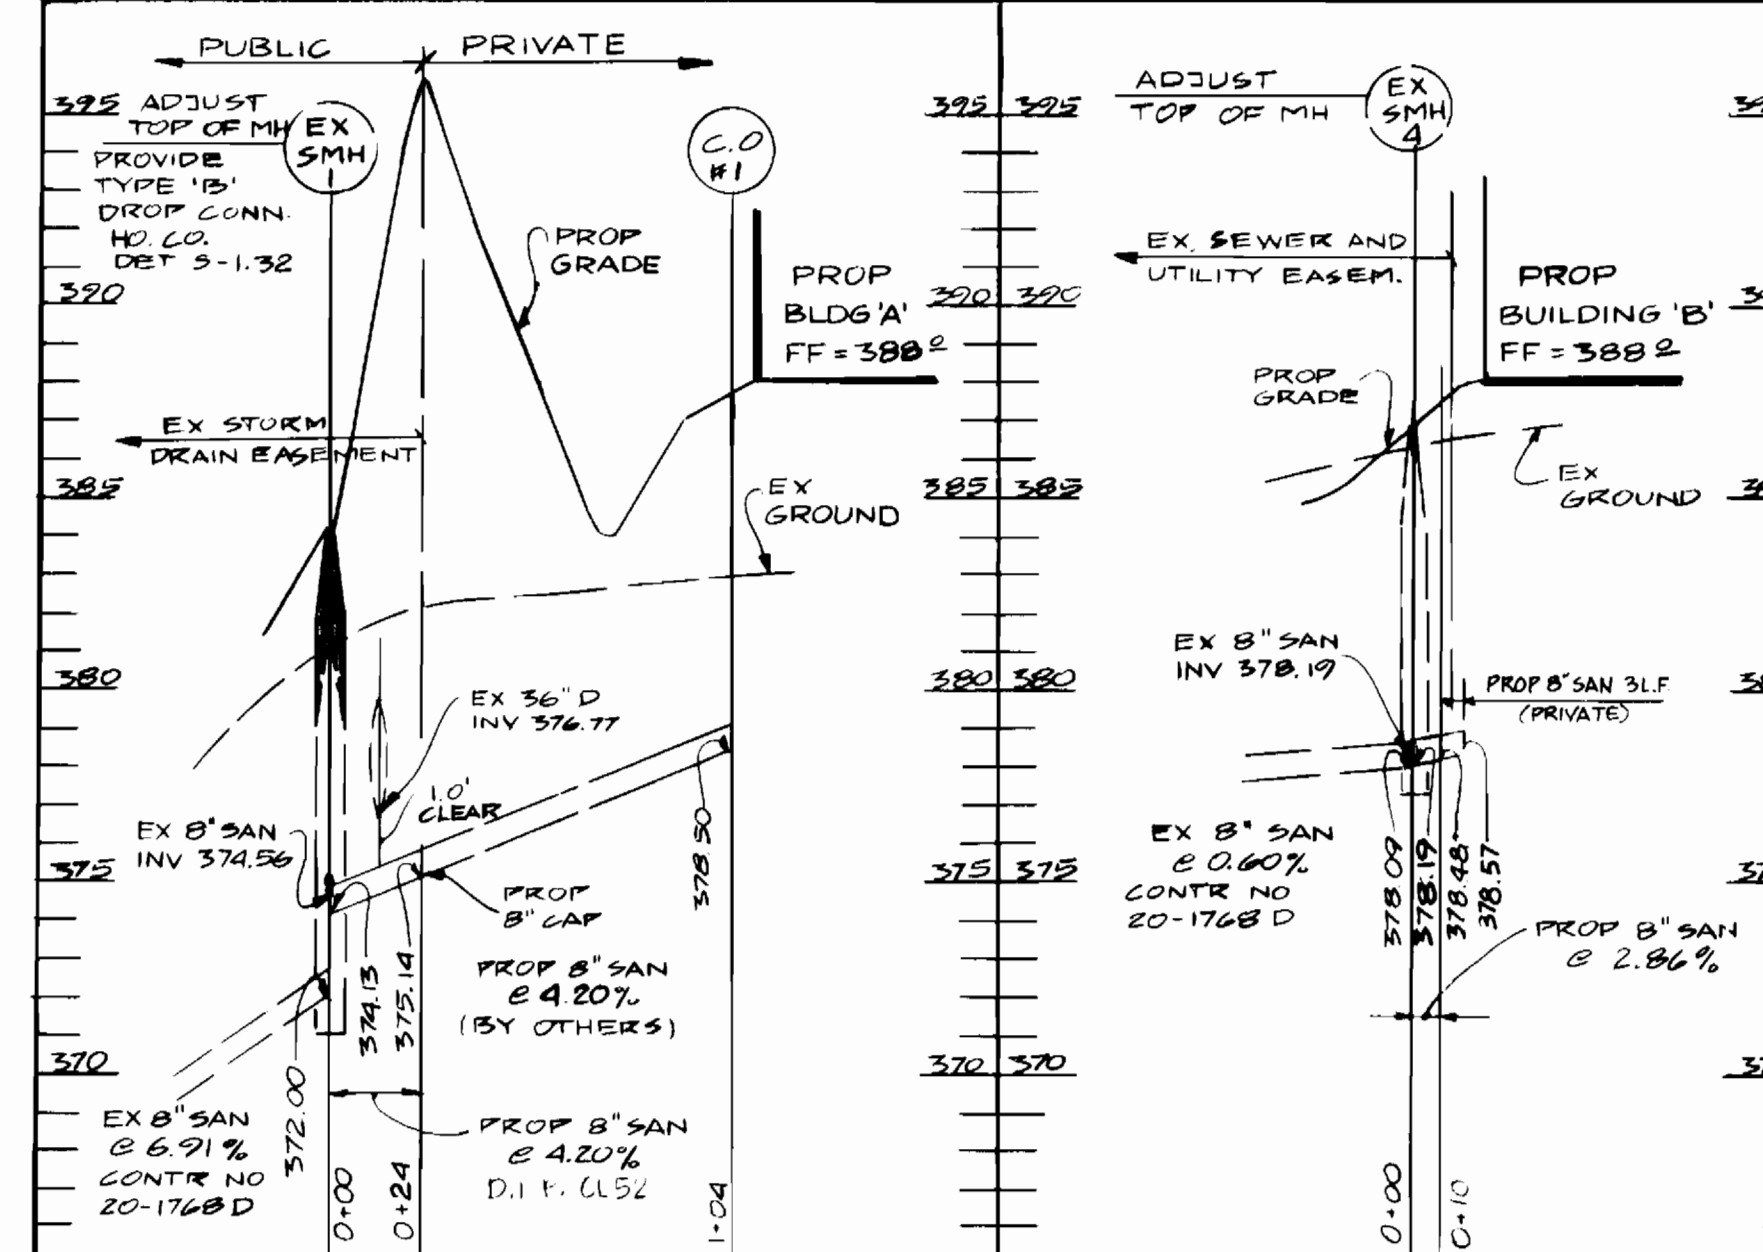 PUBLIC
PRIVATE
395
ADJUST
TOP OF MH
EX
SMH
1
PROVIDE
TYPE 'B'
DROP CONN.
HO. CO.
DET S-1.32
390
C.O
#1
PROP
GRADE
PROP
BLDG 'A'
FF = 388.0
EX STORM
DRAIN EASEMENT
385
EX
GROUND
380
EX 36" D
INV 376.77
1.0'
CLEAR
EX 8" SAN
INV 374.56
375
PROP
8" CAP
378.50
374.13
375.14
PROP 8" SAN
@ 4.20%
(BY OTHERS)
370
372.00
EX 8" SAN
@ 6.91%
CONTR NO
20-1768 D
PROP 8" SAN
@ 4.20%
D.I.P. CL 52
0+00
0+24
1+04
395
390
385
380
375
370
395
390
385
380
375
370
ADJUST
TOP OF MH
EX
SMH
4
EX. SEWER AND
UTILITY EASEM.
PROP
BUILDING 'B'
FF = 388.0
PROP
GRADE
EX
GROUND
EX 8" SAN
INV 378.19
PROP 8" SAN 3L.F.
(PRIVATE)
EX 8" SAN
@ 0.60%
CONTR NO
20-1768 D
378.09
378.19
378.48
378.57
PROP 8" SAN
@ 2.86%
0+00
0+10